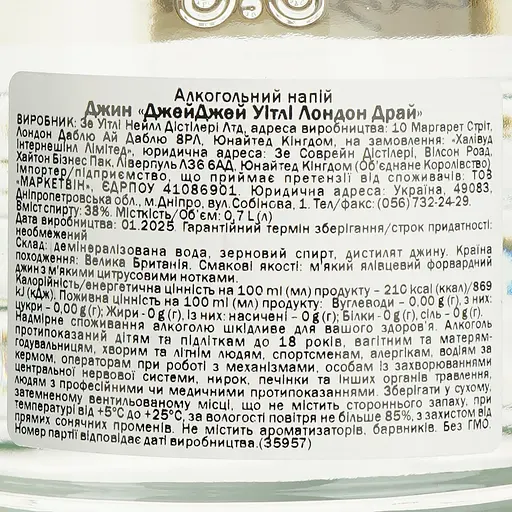 Алкогольний напій
Джин «ДжейДжей Уітлі Лондон Драй»
ВИРОБНИК: Зе Уітлі Нейлл Дістілері Лтд, адреса виробництва: 10 Маргарет Стріт,
Лондон Даблю Ай Даблю 8РЛ, Юнайтед Кінгдом, на замовлення: «Халівуд
Інтернешінл Лімітед», юридична адреса: Зе Соврейн Дістілері, Вілсон Роад,
Хайтон Бізнес Пак, Ліверпуль Л36 6АД, Юнайтед Кінгдом (Об'єднане Королівство)
Імпортер/підприємство, що приймає претензії від споживачів: ТОВ
«МАРКЕТВІН», ЄДРПОУ 41086901. Юридична адреса: Україна, 49083,
Дніпропетровська обл., м.Дніпро, вул.Собінова, 1. Тел/факс: (056) 732-24-29.
Вміст спирту: 38%. Місткість/Об'єм: 0,7 L(л)
Дата виробництва: 01.2025 Гарантійний термін зберігання/строк придатності:
необмежений
Склад: демінералізована вода, зерновий спирт, дистилят джину. Країна
походження: Велика Британія. Смакові якості: м'який ялівцевий форвардний
джин з м'якими цитрусовими нотками.
Калорійність/енергетична цінність на 100 ml (мл) продукту – 210 kcal (ккал)/869
kJ (кДж). Поживна цінність на 100 ml (мл) продукту: Вуглеводи – 0,00 g (г), з них:
цукри – 0,00 g (г); Жири - 0 g (г), із них: насичені – 0 g (г); Білки - 0 g (г), сіль – 0 g (г).
Надмірне споживання алкоголю шкідливе для вашого здоров'я. Алкоголь
протипоказаний дітям та підліткам до 18 років, вагітним та матерям-
годувальницям, хворим та літнім людям, спортсменам, алергікам, водіям за
кермом, операторам при роботі з механізмами, особам із захворюваннями
центральної нервової системи, нирок, печінки та інших органів травлення,
людям з професійними чи медичними протипоказаннями. Зберігати у сухому,
затемненому вентильованому місці, що не містить стороннього запаху, при
температурі від +5°С до +25°С, за вологості повітря не більше 85%, з захистом від
прямих сонячних променів. Не містить ароматизаторів, барвників. Без ГМО.
Номер партії відповідає даті виробництва.(35957)